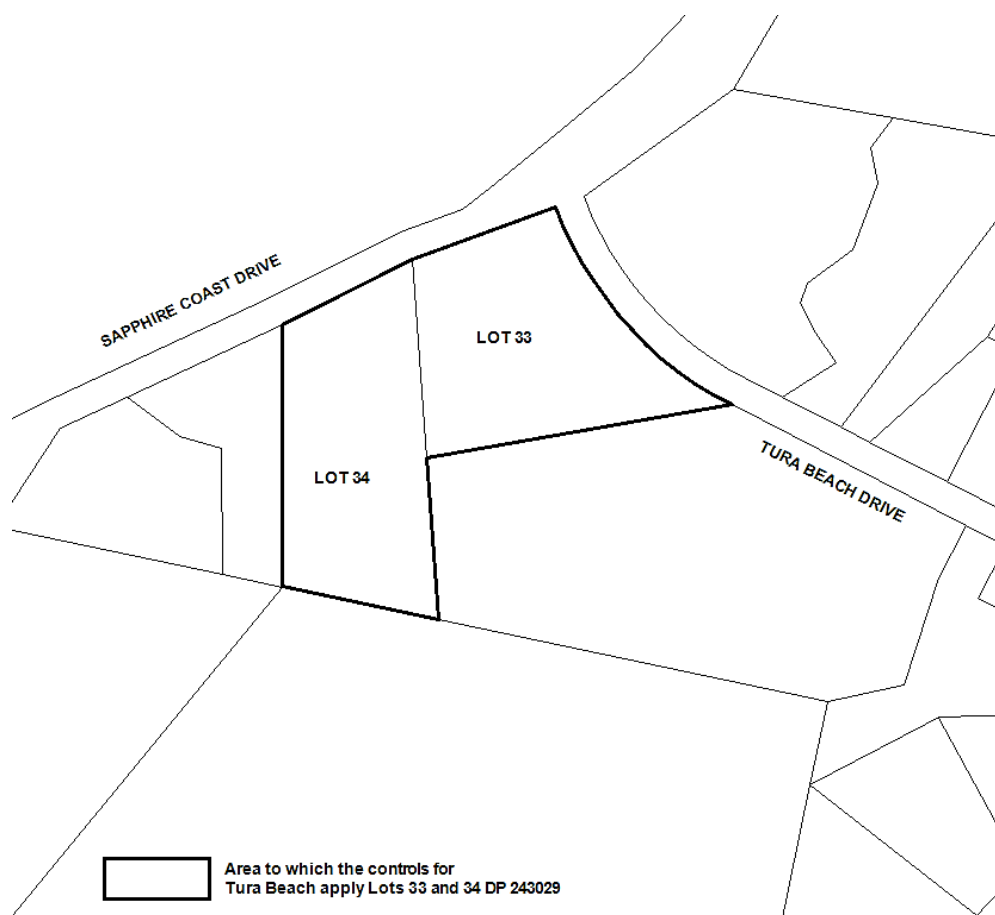 SAPPHIRE COAST DRIVE
LOT 33
LOT 34
TURA BEACH DRIVE
Area to which the controls for
Tura Beach apply Lots 33 and 34 DP 243029